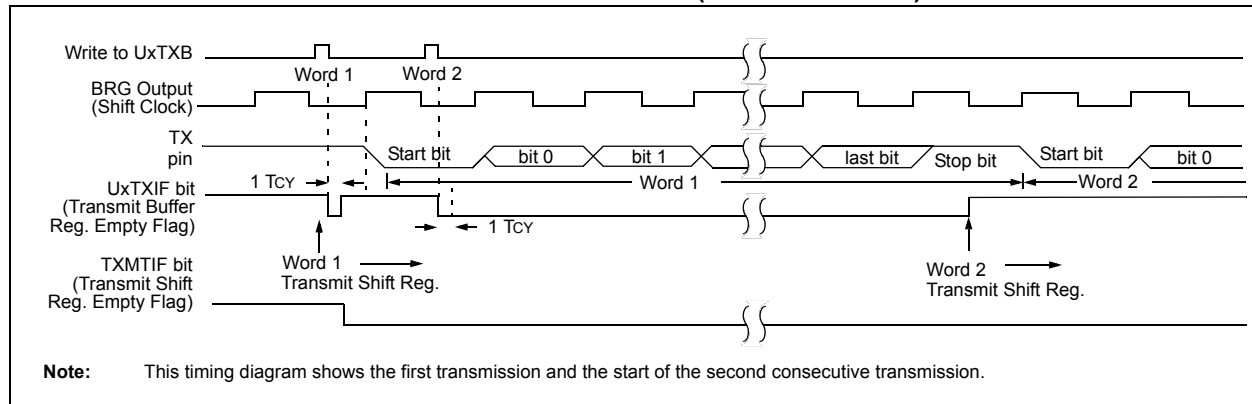 Write to UxTXB
Word 1 Word 2
BRG Output
(Shift Clock)
TX
pin
Start bit bit 0 bit 1 last bit Stop bit Start bit bit 0
1 TCY Word 1 Word 2
UxTXIF bit
(Transmit Buffer
Reg. Empty Flag)
1 TCY
TXMTIF bit
(Transmit Shift
Reg. Empty Flag)
Word 1
Transmit Shift Reg.
Word 2
Transmit Shift Reg.
Note: This timing diagram shows the first transmission and the start of the second consecutive transmission.